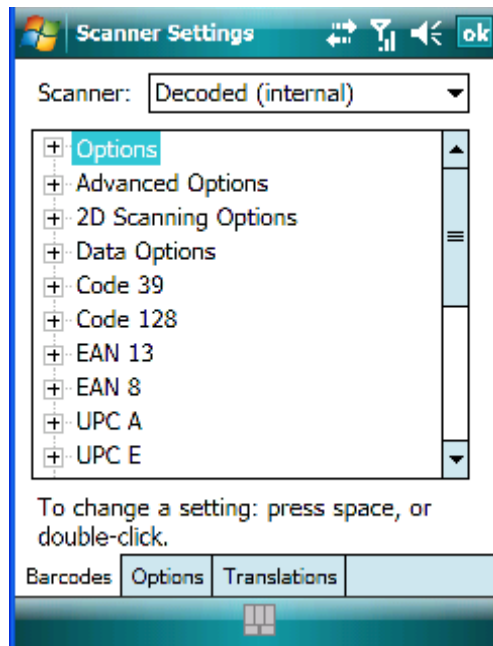 Scanner Settings ok
Scanner: Decoded (internal)
Options
Advanced Options
2D Scanning Options
Data Options
Code 39
Code 128
EAN 13
EAN 8
UPC A
UPC E
To change a setting: press space, or
double-click.
Barcodes Options Translations